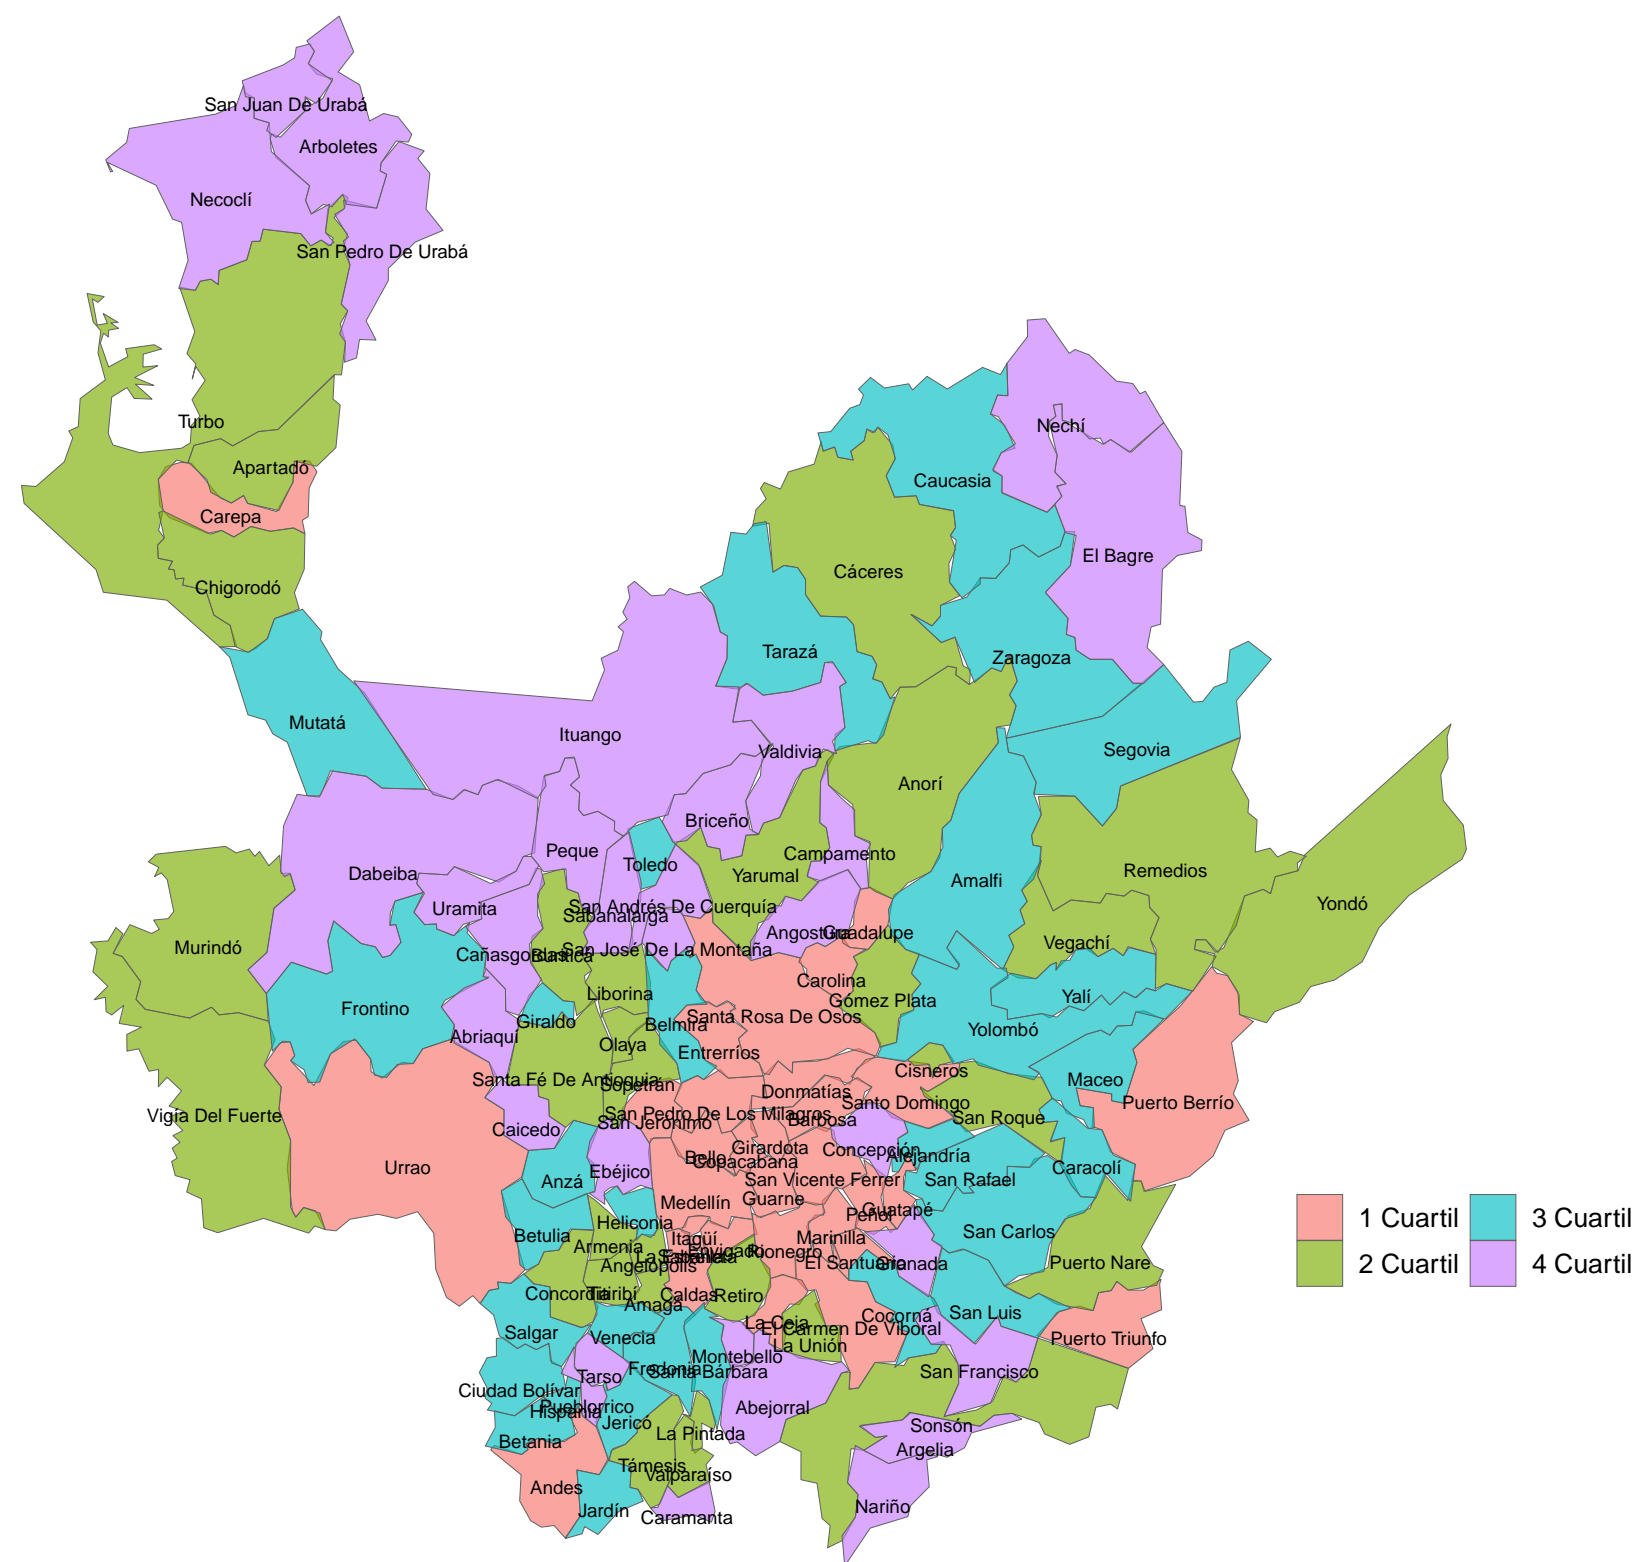 San Juan De Urabá
Arboletes
Necoclí
San Pedro De Urabá
Turbo
Nechí
Apartadó
Caucasia
Carepa
El Bagre
Cáceres
Chigorodó
Tarazá
Zaragoza
Mutatá
Ituango
Valdivia
Segovia
Anorí
Briceño
Peque
Campamento
Toledo
Dabeiba
Yarumal
Remedios
Amalfi
Yondó
San Andrés De Cuerquía
Uramita
Sabanalarga
Angostura
Guadalupe
Vegachí
Murindó
San José De La Montaña
Cañasgordas
Buriticá
Carolina
Liborina
Yalí
Gómez Plata
Frontino
Santa Rosa De Osos
Giraldo
Belmira
Yolombó
Abriaquí
Olaya
Entrerríos
Cisneros
Santa Fé De Antioquia
Maceo
Sopetrán
Donmatías
Santo Domingo
Puerto Berrío
San Pedro De Los Milagros
Vigía Del Fuerte
San Roque
Barbosa
San Jerónimo
Caicedo
Girardota
Concepción
Bello
Alejandría
Copacabana
Urrao
Caracolí
Ebéjico
Anzá
San Vicente Ferrer
San Rafael
Guarne
Medellín
Guatapé
Peñol
1 Cuartil
3 Cuartil
Heliconia
San Carlos
Betulia
Itagüí
Marinilla
Armenia
Envigado
Rionegro
La Estrella
Sabaneta
El Santuario
Granada
Puerto Nare
2 Cuartil
4 Cuartil
Angelópolis
Concordia
Titiribí
Caldas
Retiro
Amagá
San Luis
Cocorná
La Ceja
El Carmen De Viboral
Salgar
Venecia
Puerto Triunfo
La Unión
Montebello
Fredonia
Santa Bárbara
San Francisco
Tarso
Ciudad Bolívar
Pueblorrico
Abejorral
Hispania
Jericó
Sonsón
La Pintada
Betania
Argelia
Támesis
Valparaíso
Andes
Nariño
Jardín
Caramanta